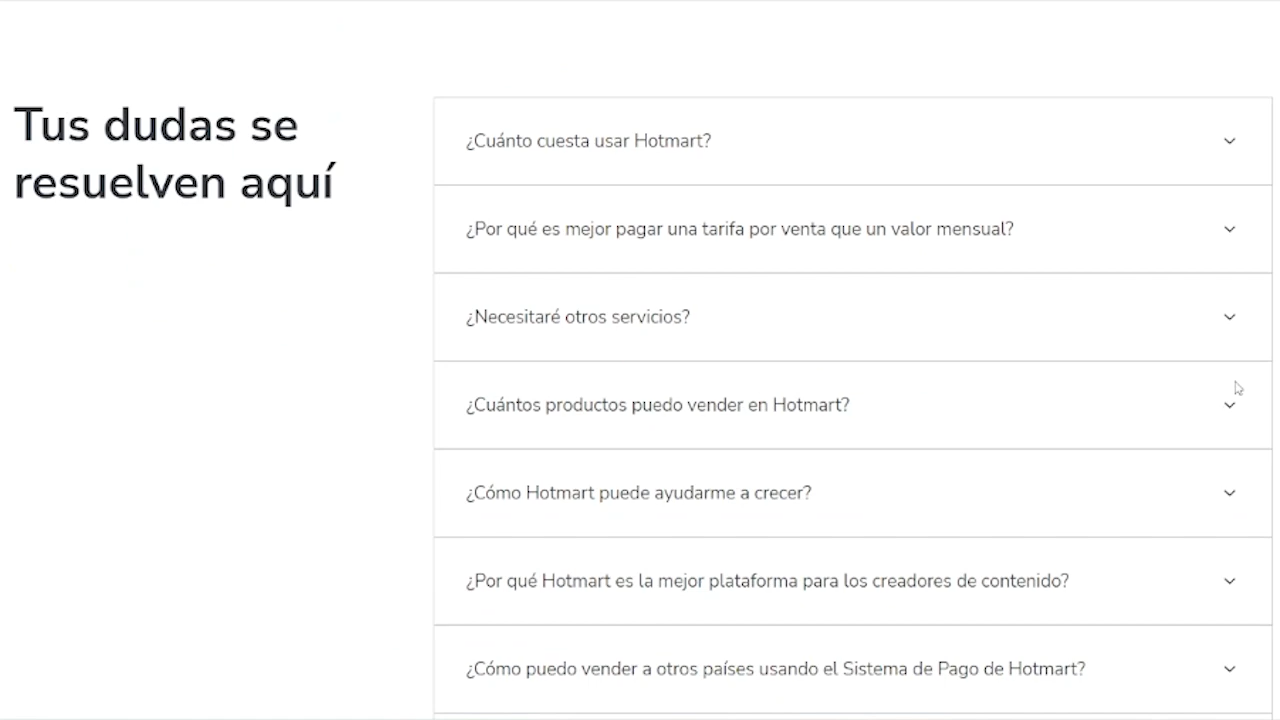 Tus dudas se
resuelven aquí
¿Cuánto cuesta usar Hotmart?
¿Por qué es mejor pagar una tarifa por venta que un valor mensual?
¿Necesitaré otros servicios?
¿Cuántos productos puedo vender en Hotmart?
¿Cómo Hotmart puede ayudarme a crecer?
¿Por qué Hotmart es la mejor plataforma para los creadores de contenido?
¿Cómo puedo vender a otros países usando el Sistema de Pago de Hotmart?